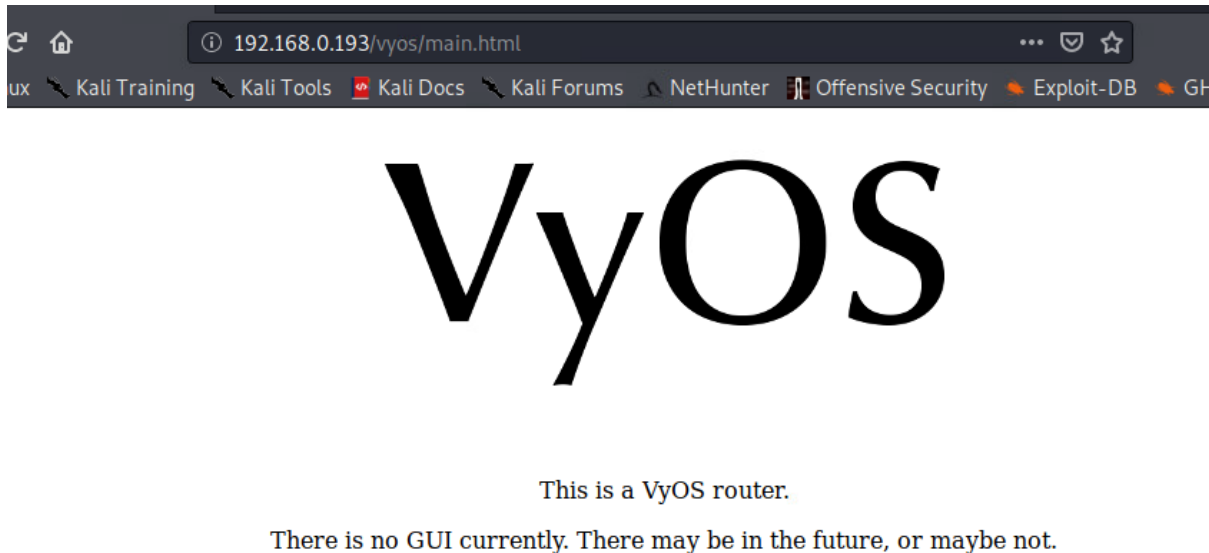 192.168.0.193/vyos/main.html
ux Kali Training Kali Tools Kali Docs Kali Forums NetHunter Offensive Security Exploit-DB GH
VyOS
This is a VyOS router.
There is no GUI currently. There may be in the future, or maybe not.